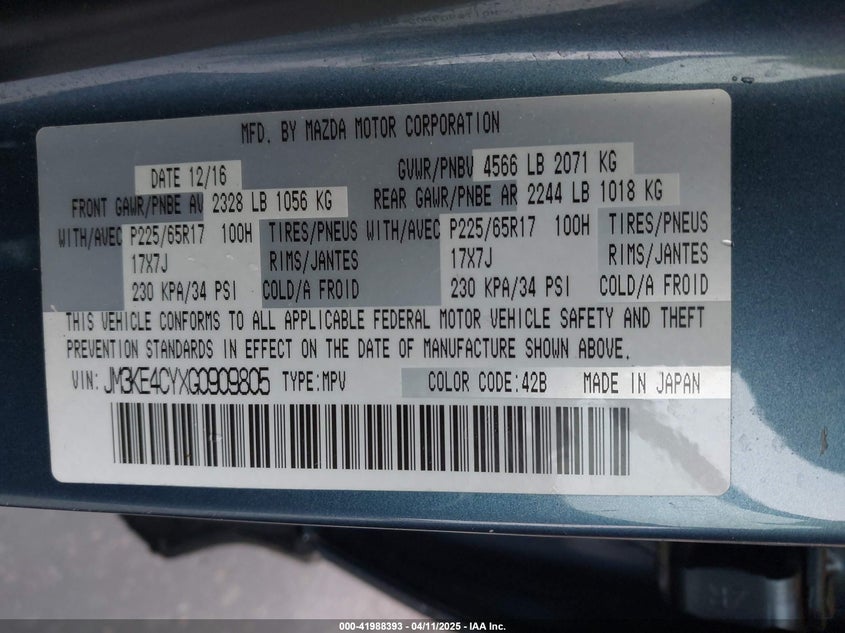 MFD. BY MAZDA MOTOR CORPORATION
DATE 12/16 GVWR/PNBV 4566 LB 2071 KG
FRONT GAWR/PNBE AV 2328 LB 1056 KG REAR GAWR/PNBE AR 2244 LB 1018 KG
WITH/AVEC P225/65R17 100H TIRES/PNEUS WITH/AVEC P225/65R17 100H TIRES/PNEUS
17X7J RIMS/JANTES 17X7J RIMS/JANTES
230 KPA/34 PSI COLD/A FROID 230 KPA/34 PSI COLD/A FROID
THIS VEHICLE CONFORMS TO ALL APPLICABLE FEDERAL MOTOR VEHICLE SAFETY AND THEFT
PREVENTION STANDARDS IN EFFECT ON THE DATE OF MANUFACTURE SHOWN ABOVE.
VIN: JM3KE4CYXG0909805 TYPE:MPV COLOR CODE:42B MADE IN JAPAN
000-41988393 - 04/11/2025 - IAA Inc.